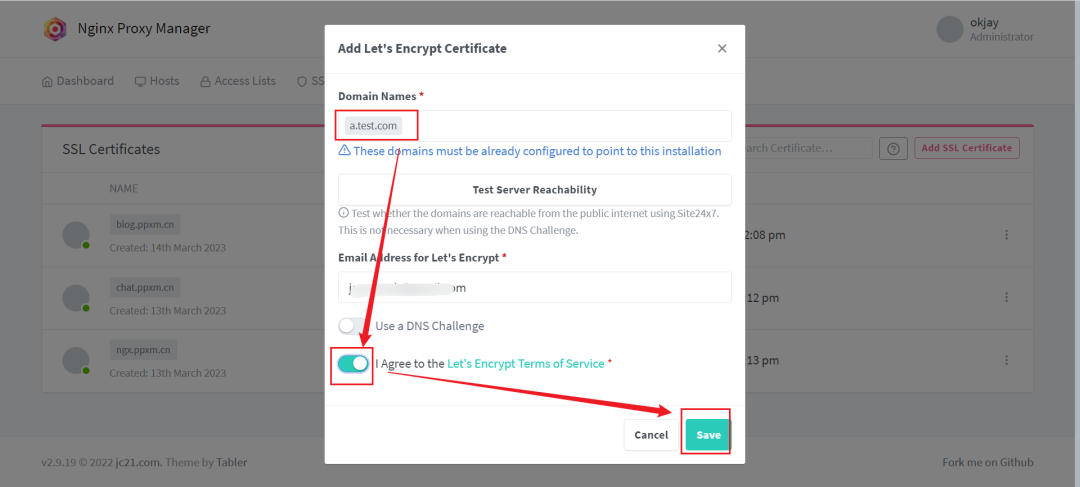 Nginx Proxy Manager
okjay
Administrator
Dashboard
Hosts
Access Lists
SS
Add Let's Encrypt Certificate
Domain Names *
a.test.com
These domains must be already configured to point to this installation
Test Server Reachability
Test whether the domains are reachable from the public internet using Site24x7.
This is not necessary when using the DNS Challenge.
Email Address for Let's Encrypt *
om
Use a DNS Challenge
I Agree to the Let's Encrypt Terms of Service *
Cancel
Save
SSL Certificates
arch Certificate...
Add SSL Certificate
NAME
blog.ppxm.cn
Created: 14th March 2023
2:08 pm
chat.ppxm.cn
Created: 13th March 2023
12 pm
ngx.ppxm.cn
Created: 13th March 2023
13 pm
v2.9.19 © 2022 jc21.com. Theme by Tabler
Fork me on Github